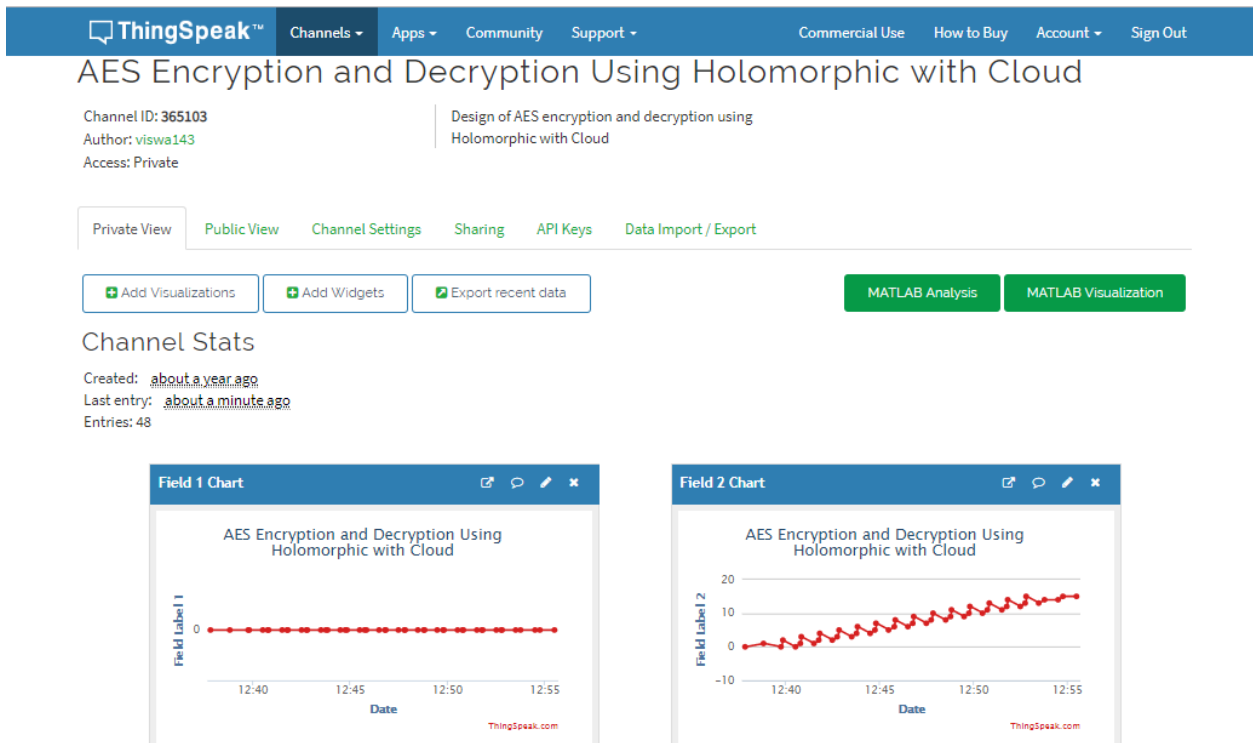 ThingSpeak™ Channels Apps Community Support Commercial Use How to Buy Account Sign Out
AES Encryption and Decryption Using Holomorphic with Cloud
Channel ID: 365103
Author: viswa143
Access: Private
Design of AES encryption and decryption using
Holomorphic with Cloud
Private View Public View Channel Settings Sharing API Keys Data Import / Export
Add Visualizations Add Widgets Export recent data MATLAB Analysis MATLAB Visualization
Channel Stats
Created: about a year ago
Last entry: about a minute ago
Entries: 48
Field 1 Chart
AES Encryption and Decryption Using
Holomorphic with Cloud
Field Label 1
0
12:40 12:45 12:50 12:55
Date
ThingSpeak.com
Field 2 Chart
AES Encryption and Decryption Using
Holomorphic with Cloud
Field Label 2
20
10
0
-10
12:40 12:45 12:50 12:55
Date
ThingSpeak.com